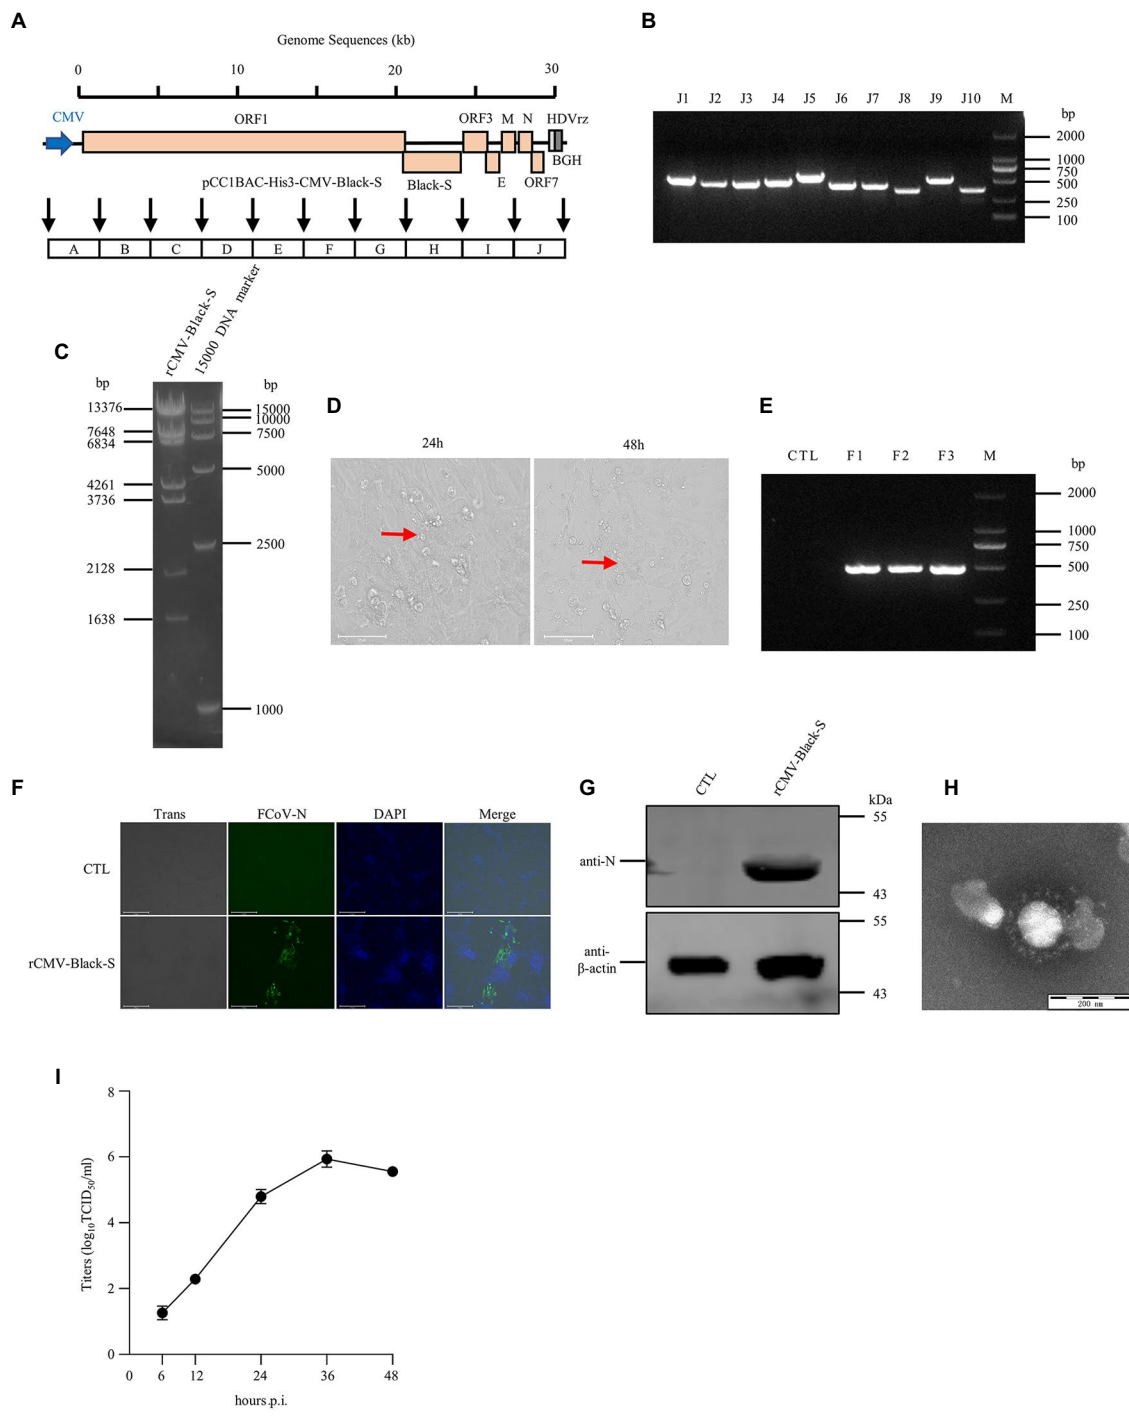 A
Genome Sequences (kb)
0 10 20 30
CMV
ORF1 ORF3 M N HDVrz
BGH
pCC1BAC-His3-CMV-Black-S Black-S E ORF7
A B C D E F G H I J
B
J1 J2 J3 J4 J5 J6 J7 J8 J9 J10 M
bp
2000
1000
750
500
250
100
C
rCMV-Black-S
15000 DNA marker
bp
13376
7648
6834
4261
3736
2128
1638
bp
15000
10000
7500
5000
2500
1000
D
24h 48h
E
CTL F1 F2 F3 M
bp
2000
1000
750
500
250
100
F
Trans FCoV-N DAPI Merge
CTL
rCMV-Black-S
G
CTL
rCMV-Black-S
kDa
55
anti-N
43
55
anti-
β-actin
43
H
200 nm
I
Titers (log10TCID50/ml)
8
6
4
2
0
0 6 12 24 36 48
hours.p.i.